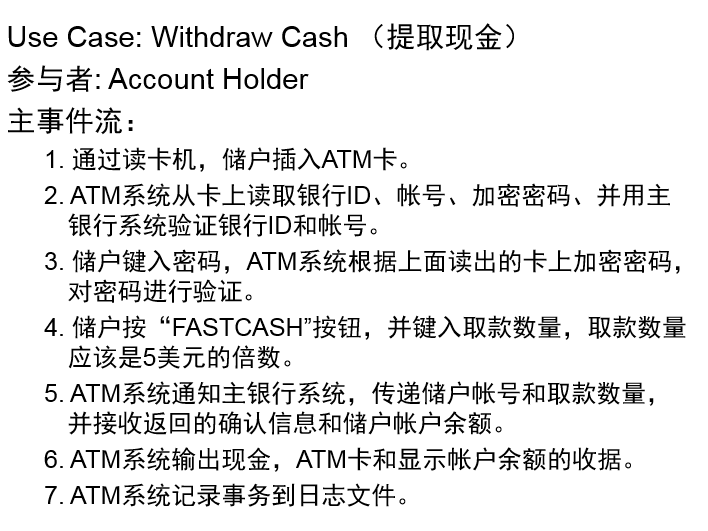 Use Case: Withdraw Cash （提取现金）
参与者: Account Holder
主事件流：
1. 通过读卡机，储户插入ATM卡。
2. ATM系统从卡上读取银行ID、帐号、加密密码、并用主
银行系统验证银行ID和帐号。
3. 储户键入密码，ATM系统根据上面读出的卡上加密密码，
对密码进行验证。
4. 储户按“FASTCASH”按钮，并键入取款数量，取款数量
应该是5美元的倍数。
5. ATM系统通知主银行系统，传递储户帐号和取款数量，
并接收返回的确认信息和储户帐户余额。
6. ATM系统输出现金，ATM卡和显示帐户余额的收据。
7. ATM系统记录事务到日志文件。